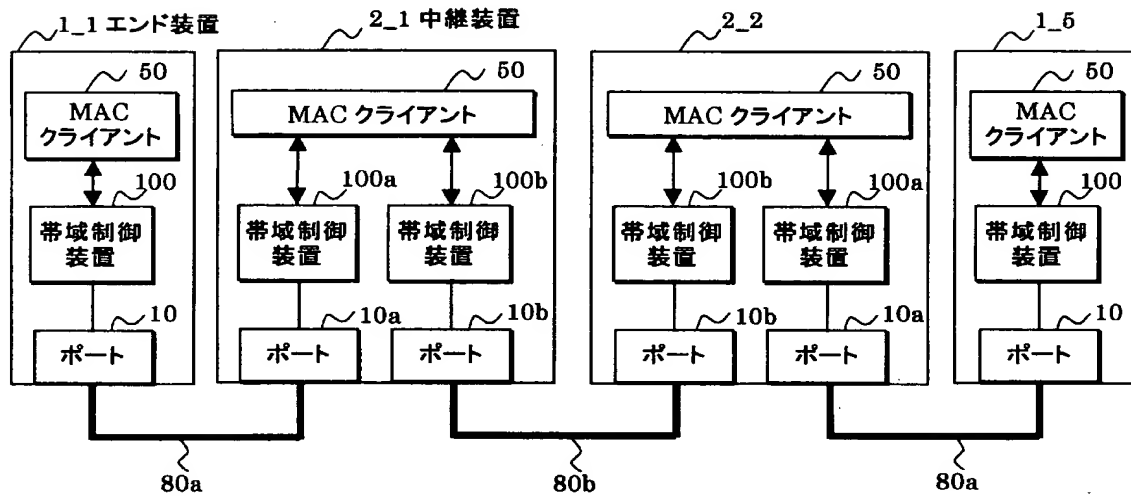 1_1 エンド装置
2_1 中継装置
2_2
1_5
50
50
50
50
MAC
クライアント
MAC クライアント
MAC クライアント
MAC
クライアント
100
100a
100b
100b
100a
100
帯域制御
装置
帯域制御
装置
帯域制御
装置
帯域制御
装置
帯域制御
装置
帯域制御
装置
10
10a
10b
10b
10a
10
ポート
ポート
ポート
ポート
ポート
ポート
80a
80b
80a